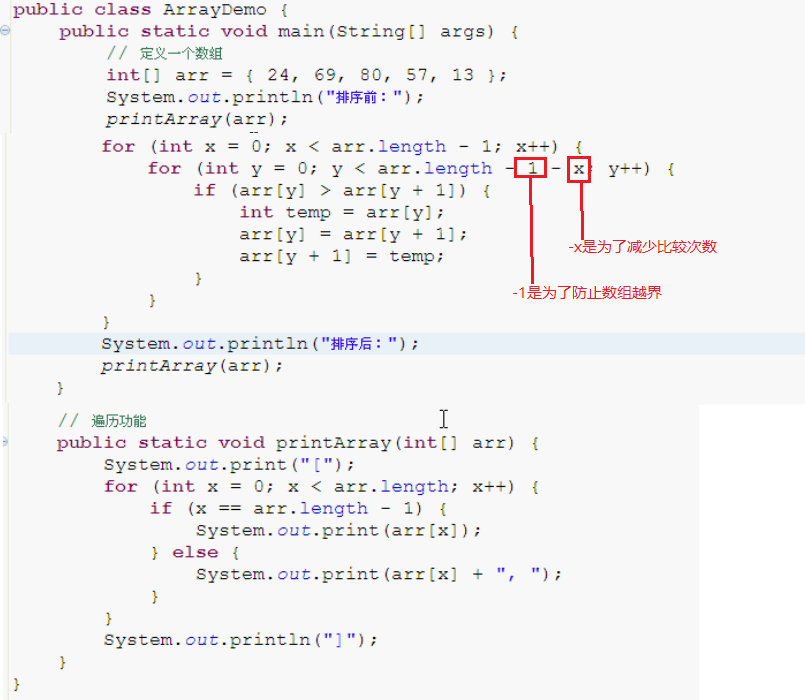 public class ArrayDemo {
public static void main(String[] args) {
// 定义一个数组
int[] arr = { 24, 69, 80, 57, 13 };
System.out.println("排序前：");
printArray(arr);
for (int x = 0; x < arr.length - 1; x++) {
for (int y = 0; y < arr.length - 1 - x; y++) {
if (arr[y] > arr[y + 1]) {
int temp = arr[y];
arr[y] = arr[y + 1];
-x是为了减少比较次数
arr[y + 1] = temp;
}
-1是为了防止数组越界
}
}
System.out.println("排序后：");
printArray(arr);
}
// 遍历功能
public static void printArray(int[] arr) {
System.out.print("[");
for (int x = 0; x < arr.length; x++) {
if (x == arr.length - 1) {
System.out.print(arr[x]);
} else {
System.out.print(arr[x] + ", ");
}
}
System.out.println("]");
}
}